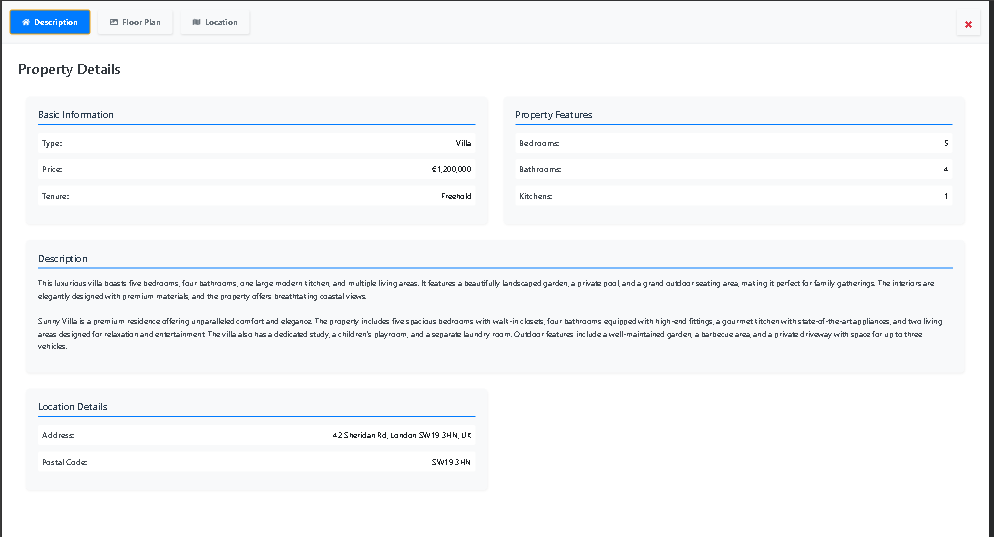 Description
Floor Plan
Location
Property Details
Basic Information
Type: Villa
Price: €1,200,000
Tenure: Freehold
Property Features
Bedrooms: 5
Bathrooms: 4
Kitchens: 1
Description
This luxurious villa boasts five bedrooms, four bathrooms, one large modern kitchen, and multiple living areas. It features a beautifully landscaped garden, a private pool, and a grand outdoor seating area, making it perfect for family gatherings. The interiors are
elegantly designed with premium materials, and the property offers breathtaking coastal views.
Sunny Villa is a premium residence offering unparalleled comfort and elegance. The property includes five spacious bedrooms with walk-in closets, four bathrooms equipped with high-end fittings, a gourmet kitchen with state-of-the-art appliances, and two living
areas designed for relaxation and entertainment. The villa also has a dedicated study, a children's playroom, and a separate laundry room. Outdoor features include a well-maintained garden, a barbecue area, and a private driveway with space for up to three
vehicles.
Location Details
Address: 42 Sheridan Rd, London SW19 3HN, UK
Postal Code: SW19 3HN